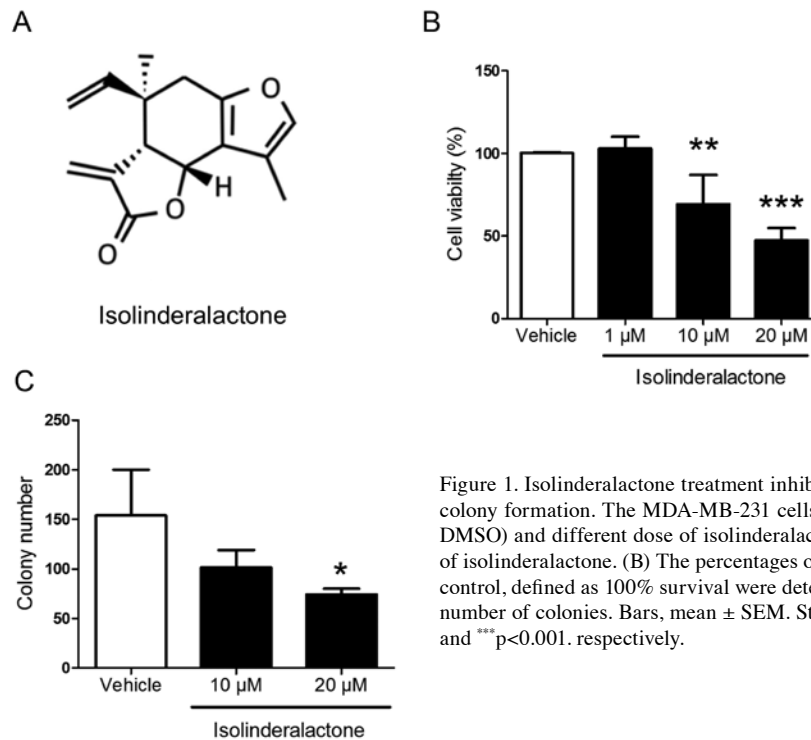 A
O
H
O
O
Isolinderalactone
B
Cell viability (%)
150
100
50
0
**
***
Vehicle 1 µM 10 µM 20 µM
Isolinderalactone
C
Colony number
250
200
150
100
50
0
*
Vehicle 10 µM 20 µM
Isolinderalactone
Figure 1. Isolinderalactone treatment inhib
colony formation. The MDA-MB-231 cells
DMSO) and different dose of isolinderalac
of isolinderalactone. (B) The percentages o
control, defined as 100% survival were dete
number of colonies. Bars, mean ± SEM. St
and ***p<0.001. respectively.